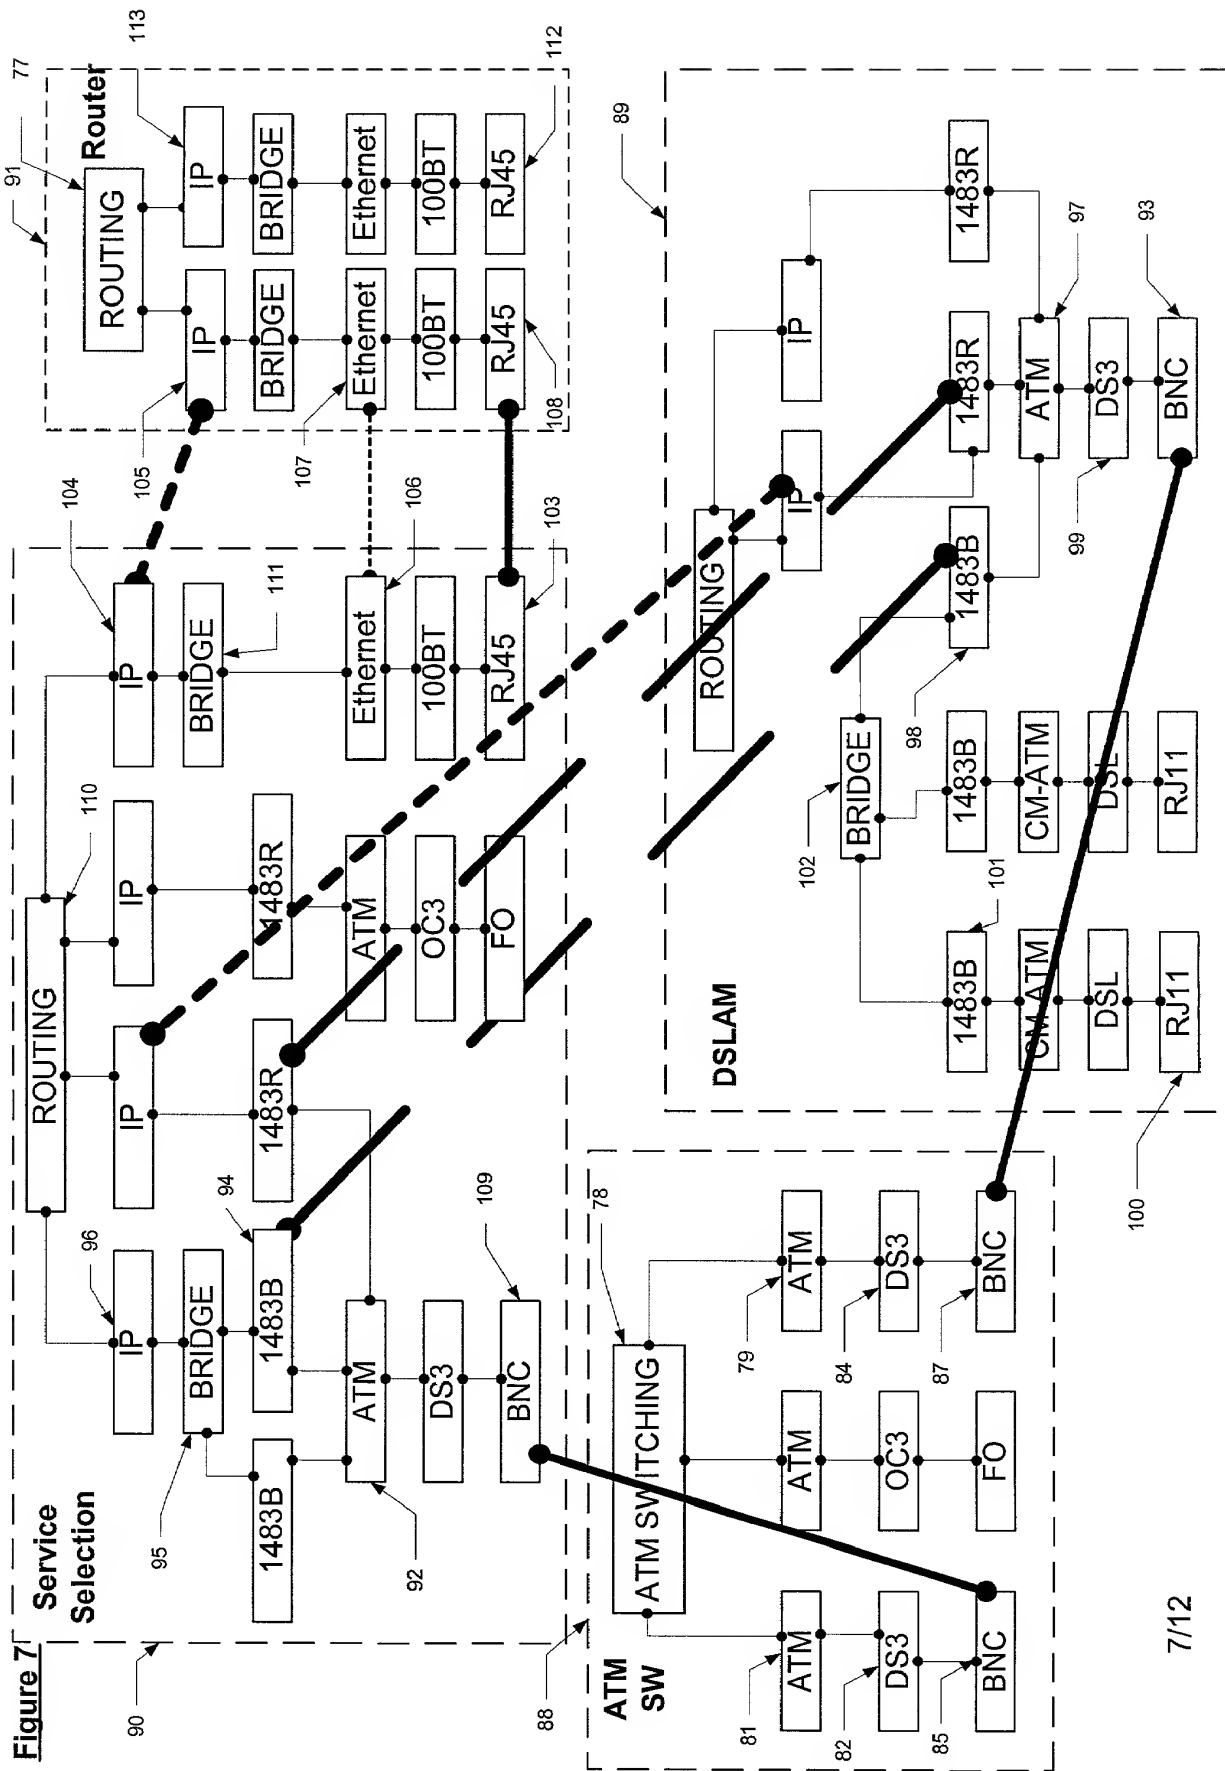 Figure 7
Service
Selection
90
ROUTING
110
96
IP
IP
IP
104
IP
95
BRIDGE
94
BRIDGE
111
1483B
1483B
1483R
1483R
92
ATM
ATM
Ethernet
106
DS3
OC3
100BT
109
BNC
FO
RJ45
103
91
77
Router
ROUTING
113
105
IP
IP
BRIDGE
BRIDGE
107
Ethernet
Ethernet
100BT
100BT
108
RJ45
RJ45
112
88
ATM
SW
78
ATM SWITCHING
81
ATM
ATM
79
ATM
82
DS3
OC3
84
DS3
85
BNC
FO
87
BNC
89
DSLAM
ROUTING
IP
IP
102
BRIDGE
101
98
1483B
1483B
1483B
1483R
1483R
CM-ATM
CM-ATM
ATM
97
DSL
DSL
99
DS3
100
RJ11
RJ11
BNC
93
7/12